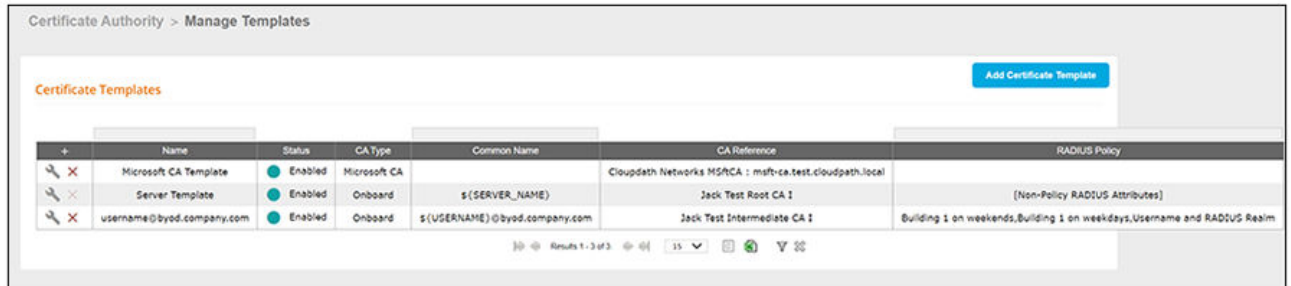 Certificate Authority > Manage Templates
Add Certificate Template
Certificate Templates
+ Name Status CA Type Common Name CA Reference RADIUS Policy
Microsoft CA Template Enabled Microsoft CA Cloupdath Networks MSftCA : msft-ca.test.cloudpath.local
Server Template Enabled Onboard ${SERVER_NAME} Jack Test Root CA I [Non-Policy RADIUS Attributes]
username@byod.company.com Enabled Onboard ${USERNAME}@byod.company.com Jack Test Intermediate CA I Building 1 on weekends,Building 1 on weekdays,Username and RADIUS Realm
Results 1 - 3 of 3 15